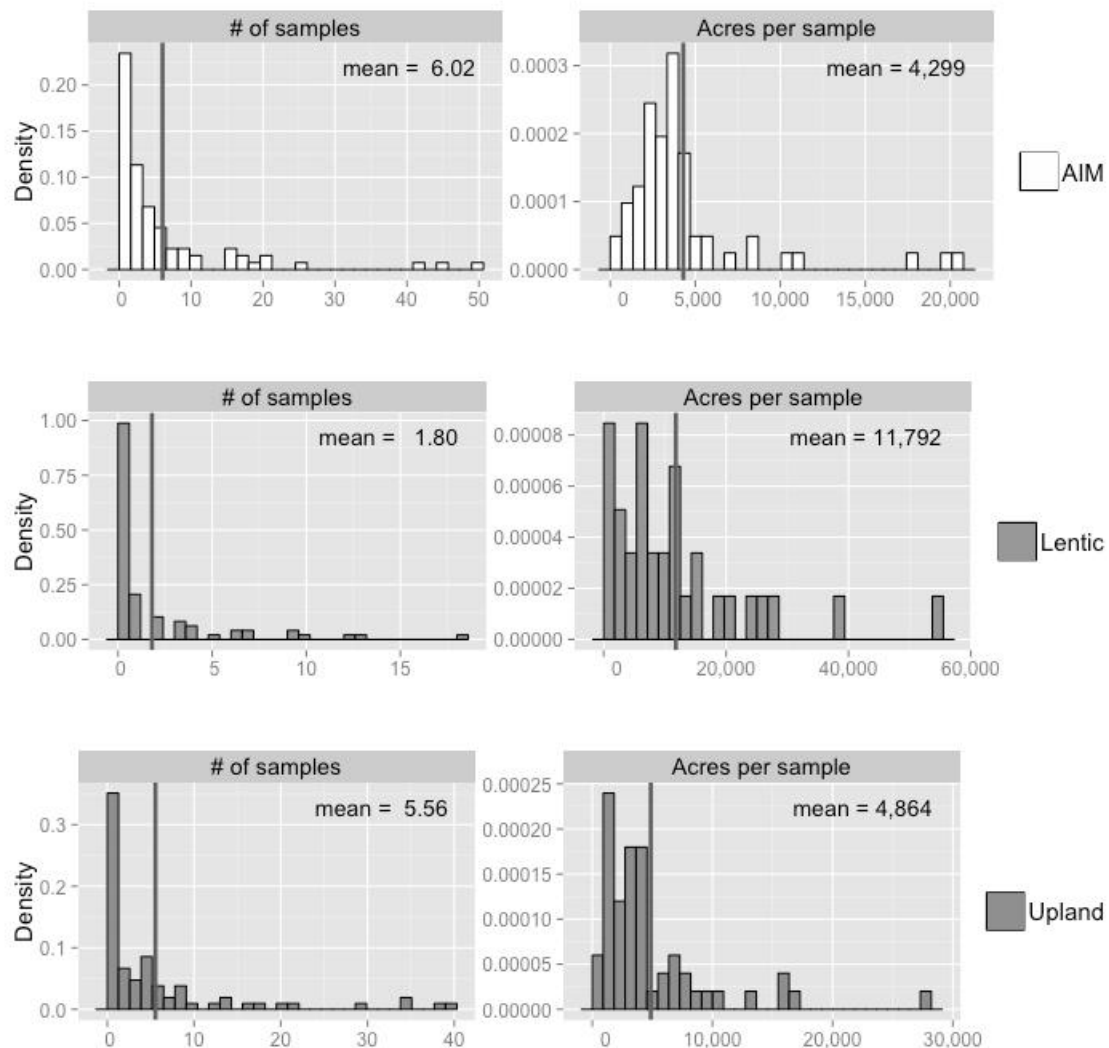 # of samples
Acres per sample
mean = 6.02
mean = 4,299
Density
0.20
0.15
0.10
0.05
0.00
0.0003
0.0002
0.0001
0.0000
0 10 20 30 40 50
0 5,000 10,000 15,000 20,000
AIM
# of samples
Acres per sample
mean = 1.80
mean = 11,792
Density
1.00
0.75
0.50
0.25
0.00
0.00008
0.00006
0.00004
0.00002
0.00000
0 5 10 15
0 20,000 40,000 60,000
Lentic
# of samples
Acres per sample
mean = 5.56
mean = 4,864
Density
0.3
0.2
0.1
0.0
0.00025
0.00020
0.00015
0.00010
0.00005
0.00000
0 10 20 30 40
0 10,000 20,000 30,000
Upland